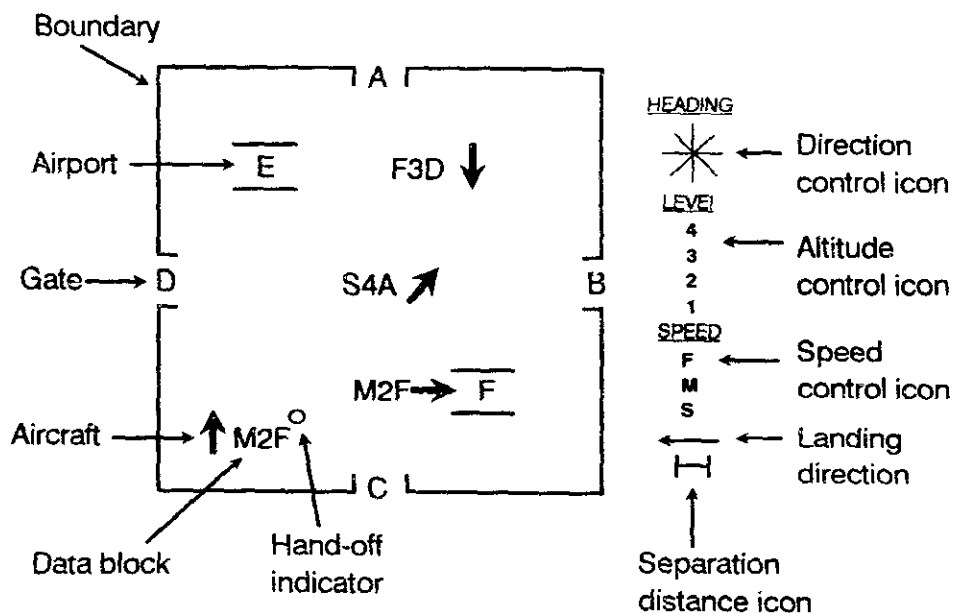 Boundary
A
HEADING
Airport
E
F3D
Direction
control icon
LEVEL
4
3
2
1
Altitude
control icon
Gate
D
S4A
B
SPEED
F
M
S
Speed
control icon
M2F
F
Aircraft
M2F
Landing
direction
C
Data block
Hand-off
indicator
Separation
distance icon